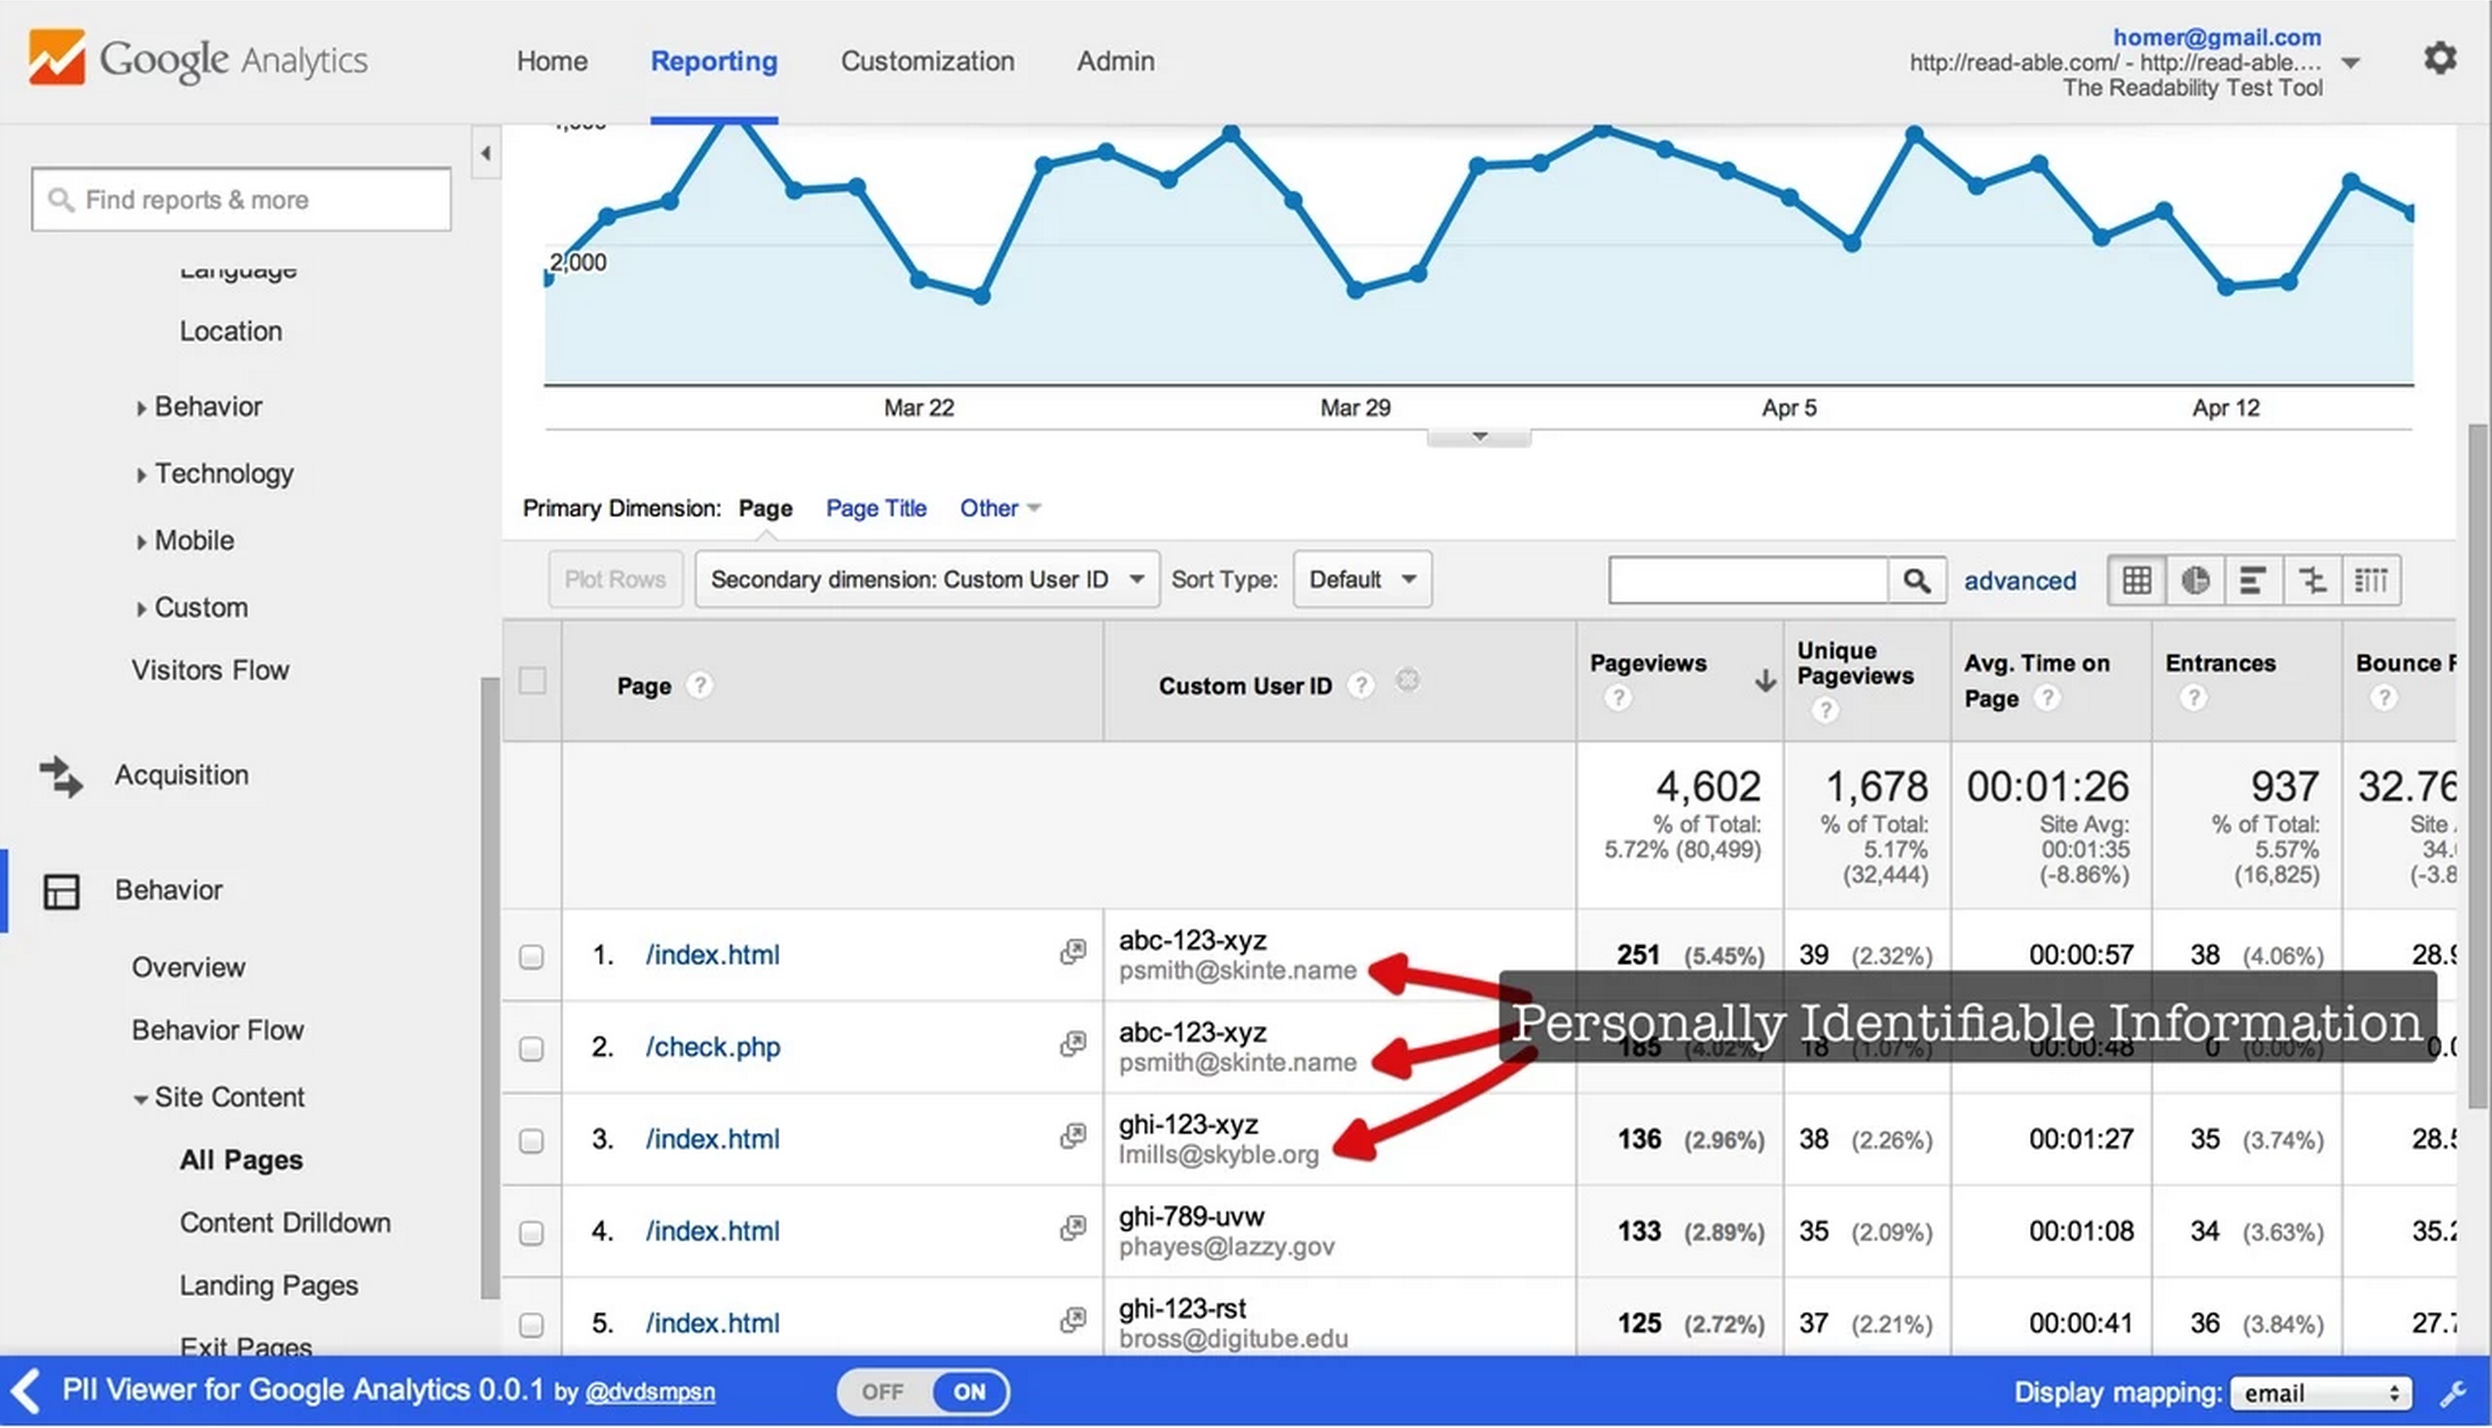 Google Analytics
Home
Reporting
Customization
Admin
homer@gmail.com
http://read-able.com/ - http://read-able....
The Readability Test Tool
Find reports & more
Language
Location
Behavior
Technology
Mobile
Custom
Visitors Flow
Acquisition
Behavior
Overview
Behavior Flow
Site Content
All Pages
Content Drilldown
Landing Pages
Exit Pages
2,000
Mar 22
Mar 29
Apr 5
Apr 12
Primary Dimension: Page Page Title Other
Plot Rows
Secondary dimension: Custom User ID
Sort Type:
Default
advanced
Page ?
Custom User ID ?
Pageviews
?
Unique
Pageviews
?
Avg. Time on
Page ?
Entrances
?
Bounce
?
4,602
% of Total:
5.72% (80,499)
1,678
% of Total:
5.17%
(32,444)
00:01:26
Site Avg:
00:01:35
(-8.86%)
937
% of Total:
5.57%
(16,825)
32.76
Site
34.
(-3.8
1. /index.html
abc-123-xyz
psmith@skinte.name
251 (5.45%) 39 (2.32%) 00:00:57 38 (4.06%) 28.9
Personally Identifiable Information
2. /check.php
abc-123-xyz
psmith@skinte.name
185 (4.02%) 18 (1.07%) 00:00:48 0 (0.00%) 0.0
3. /index.html
ghi-123-xyz
lmills@skyble.org
136 (2.96%) 38 (2.26%) 00:01:27 35 (3.74%) 28.5
4. /index.html
ghi-789-uvw
phayes@lazzy.gov
133 (2.89%) 35 (2.09%) 00:01:08 34 (3.63%) 35.2
5. /index.html
ghi-123-rst
bross@digitube.edu
125 (2.72%) 37 (2.21%) 00:00:41 36 (3.84%) 27.7
PII Viewer for Google Analytics 0.0.1 by @dvdsmpsn
OFF ON
Display mapping: email